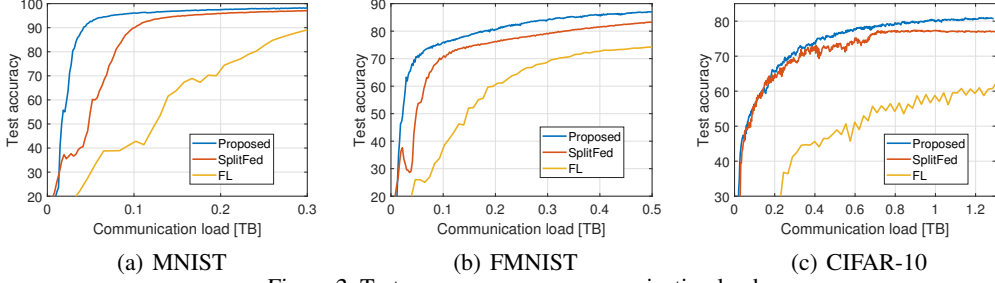 100
90
80
70
60
50
40
30
20
Test accuracy
0 0.1 0.2 0.3
Communication load [TB]
Proposed
SplitFed
FL
(a) MNIST
90
80
70
60
50
40
30
20
Test accuracy
0 0.1 0.2 0.3 0.4 0.5
Communication load [TB]
Proposed
SplitFed
FL
(b) FMNIST
80
70
60
50
40
30
Test accuracy
0 0.2 0.4 0.6 0.8 1 1.2
Communication load [TB]
Proposed
SplitFed
FL
(c) CIFAR-10